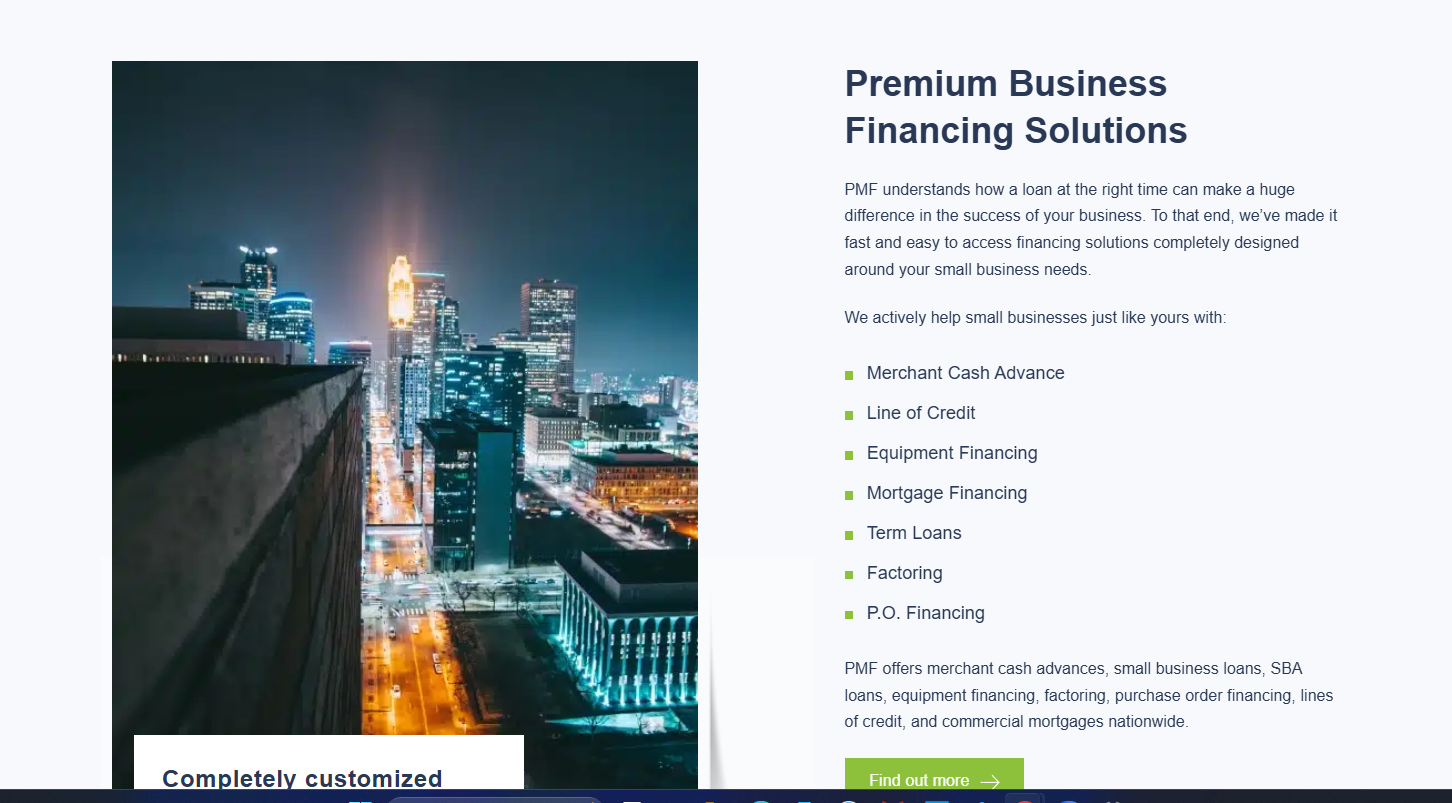 Premium Business
Financing Solutions
PMF understands how a loan at the right time can make a huge
difference in the success of your business. To that end, we’ve made it
fast and easy to access financing solutions completely designed
around your small business needs.
We actively help small businesses just like yours with:
Merchant Cash Advance
Line of Credit
Equipment Financing
Mortgage Financing
Term Loans
Factoring
P.O. Financing
PMF offers merchant cash advances, small business loans, SBA
loans, equipment financing, factoring, purchase order financing, lines
of credit, and commercial mortgages nationwide.
Completely customized
Find out more